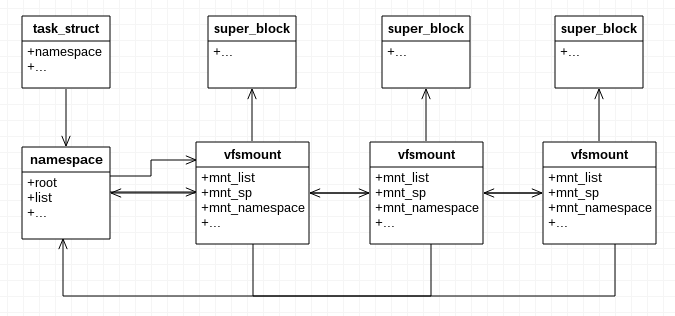 task_struct
+namespace
+...
super_block
+...
super_block
+...
super_block
+...
namespace
+root
+list
+...
vfsmount
+mnt_list
+mnt_sp
+mnt_namespace
+...
vfsmount
+mnt_list
+mnt_sp
+mnt_namespace
+...
vfsmount
+mnt_list
+mnt_sp
+mnt_namespace
+...